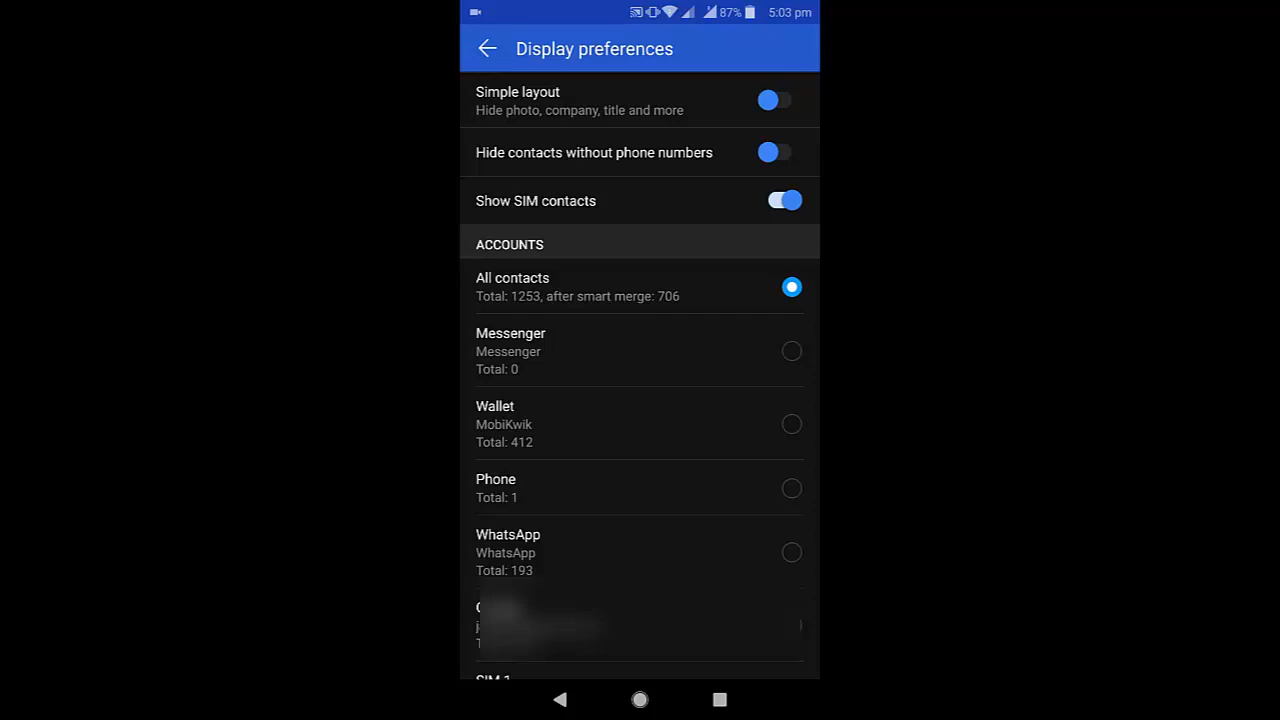 87% 5:03 pm
Display preferences
Simple layout
Hide photo, company, title and more
Hide contacts without phone numbers
Show SIM contacts
ACCOUNTS
All contacts
Total: 1253, after smart merge: 706
Messenger
Messenger
Total: 0
Wallet
MobiKwik
Total: 412
Phone
Total: 1
WhatsApp
WhatsApp
Total: 193
SIM 1